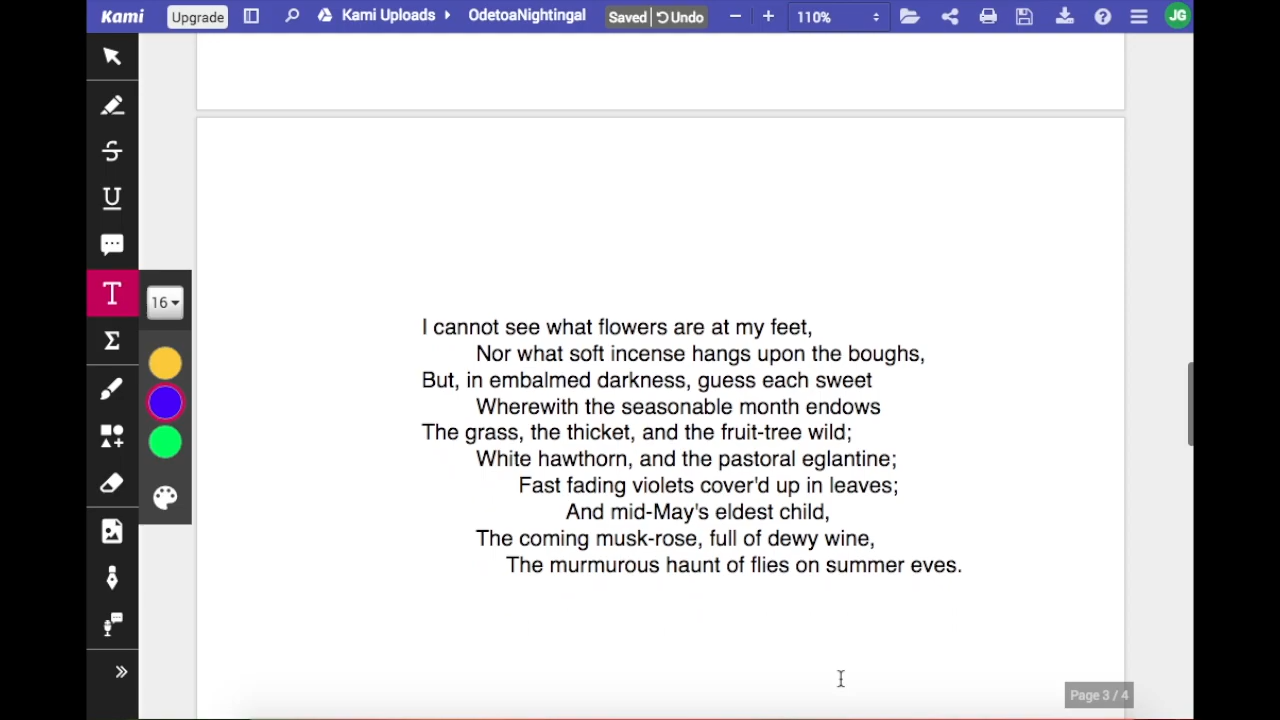 Kami Upgrade Kami Uploads OdetoaNightingal Saved Undo 110% JG
16
I cannot see what flowers are at my feet,
Nor what soft incense hangs upon the boughs,
But, in embalmed darkness, guess each sweet
Wherewith the seasonable month endows
The grass, the thicket, and the fruit-tree wild;
White hawthorn, and the pastoral eglantine;
Fast fading violets cover'd up in leaves;
And mid-May's eldest child,
The coming musk-rose, full of dewy wine,
The murmurous haunt of flies on summer eves.
Page 3 / 4